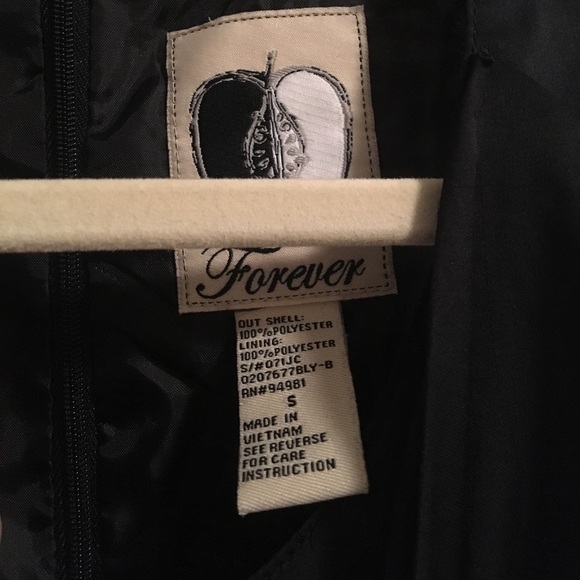 Forever
OUT SHELL:
100%POLYESTER
LINING:
100%POLYESTER
S/#071JC
0207677BLY-B
RN#94981
S
MADE IN
VIETNAM
SEE REVERSE
FOR CARE
INSTRUCTION